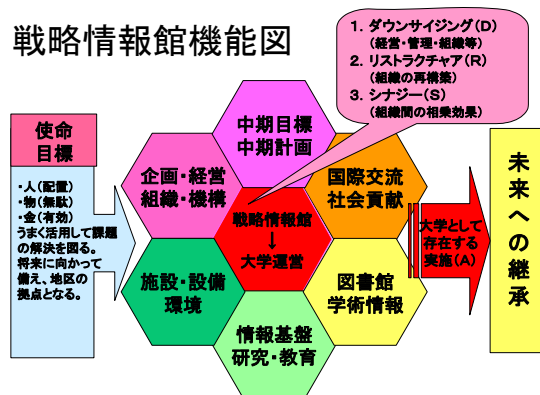 戦略情報館機能図
1. ダウンサイジング(D)
(経営・管理・組織等)
2. リストラクチャア(R)
(組織の再構築)
3. シナジー(S)
(組織間の相乗効果)
使命
目標
・人(配置)
・物(無駄)
・金(有効)
うまく活用して課題
の解決を図る。
将来に向かって
備え、地区の
拠点となる。
中期目標
中期計画
企画・経営
組織・機構
国際交流
社会貢献
戦略情報館
↓
大学運営
施設・設備
環境
図書館
学術情報
情報基盤
研究・教育
大学として
存在する
実施(A)
未来への継承